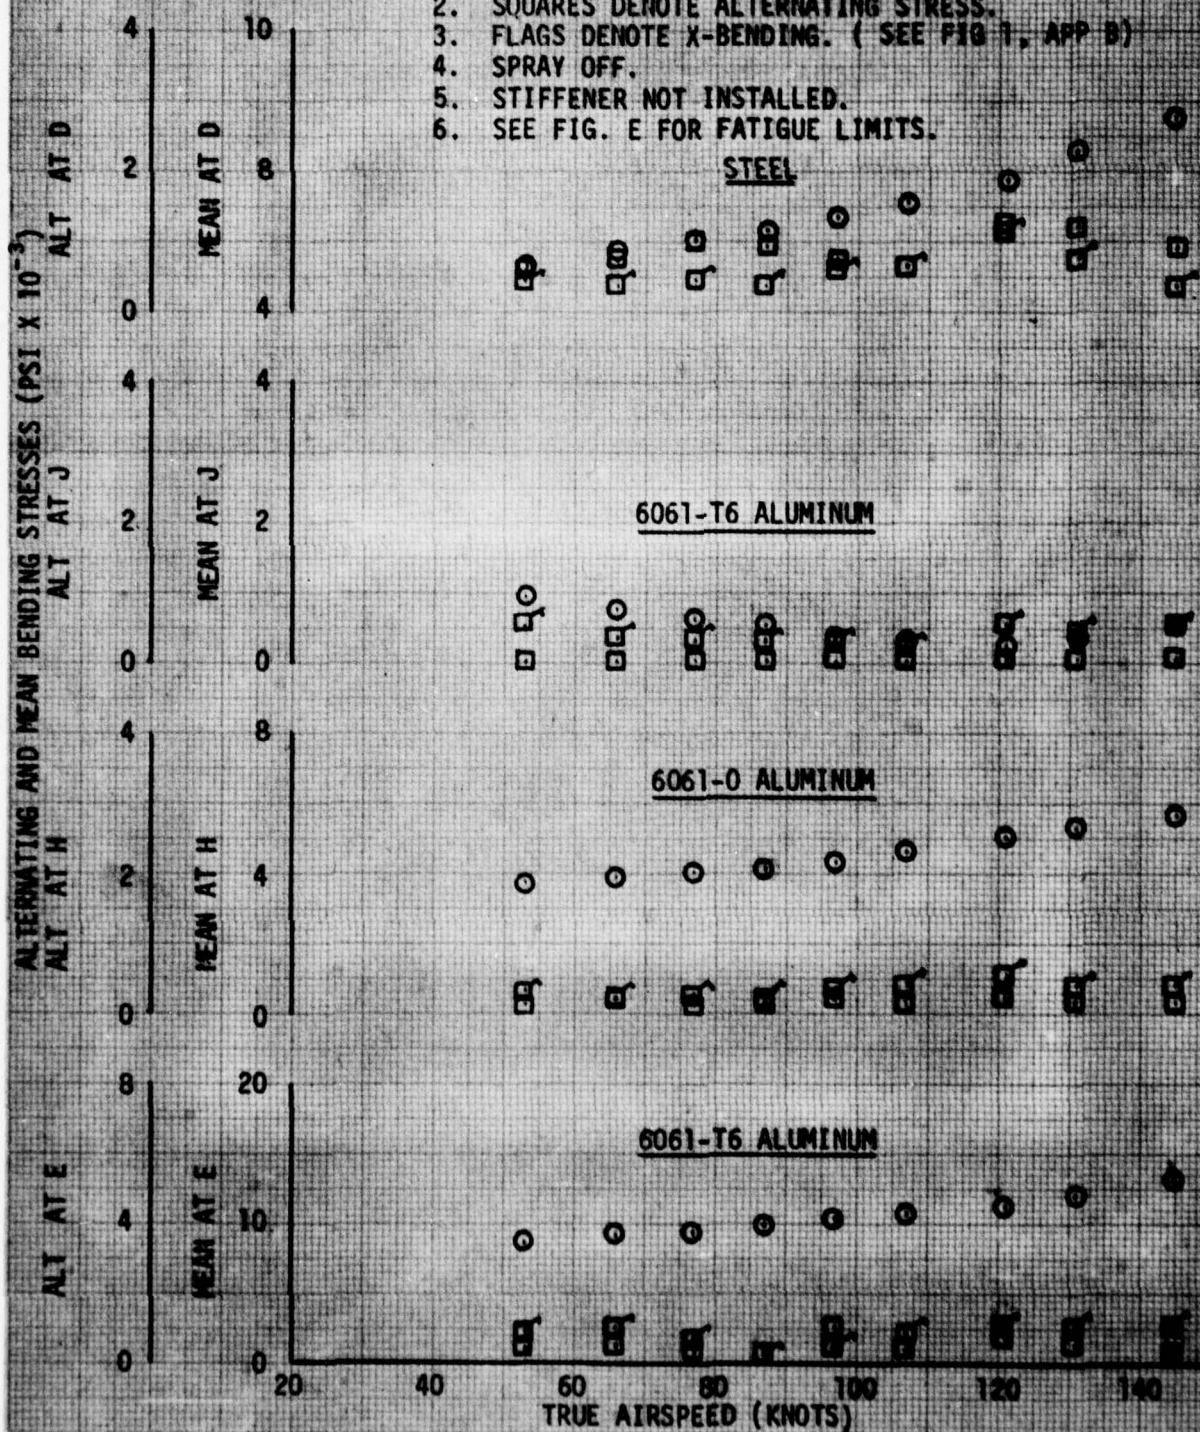 2. SQUARES DENOTE ALTERNATING STRESS.
3. FLAGS DENOTE X-BENDING. ( SEE FIG 1, APP B)
4. SPRAY OFF.
5. STIFFENER NOT INSTALLED.
6. SEE FIG. E FOR FATIGUE LIMITS.
STEEL
ALTERNATING AND MEAN BENDING STRESSES (PSI X 10⁻³)
ALT AT D
4
2
0
MEAN AT D
10
8
4
6061-T6 ALUMINUM
ALT AT J
4
2
0
MEAN AT J
4
2
0
6061-O ALUMINUM
ALT AT H
4
2
0
MEAN AT H
8
4
0
6061-T6 ALUMINUM
ALT AT E
8
4
0
MEAN AT E
20
10
0
20 40 60 80 100 120 140
TRUE AIRSPEED (KNOTS)